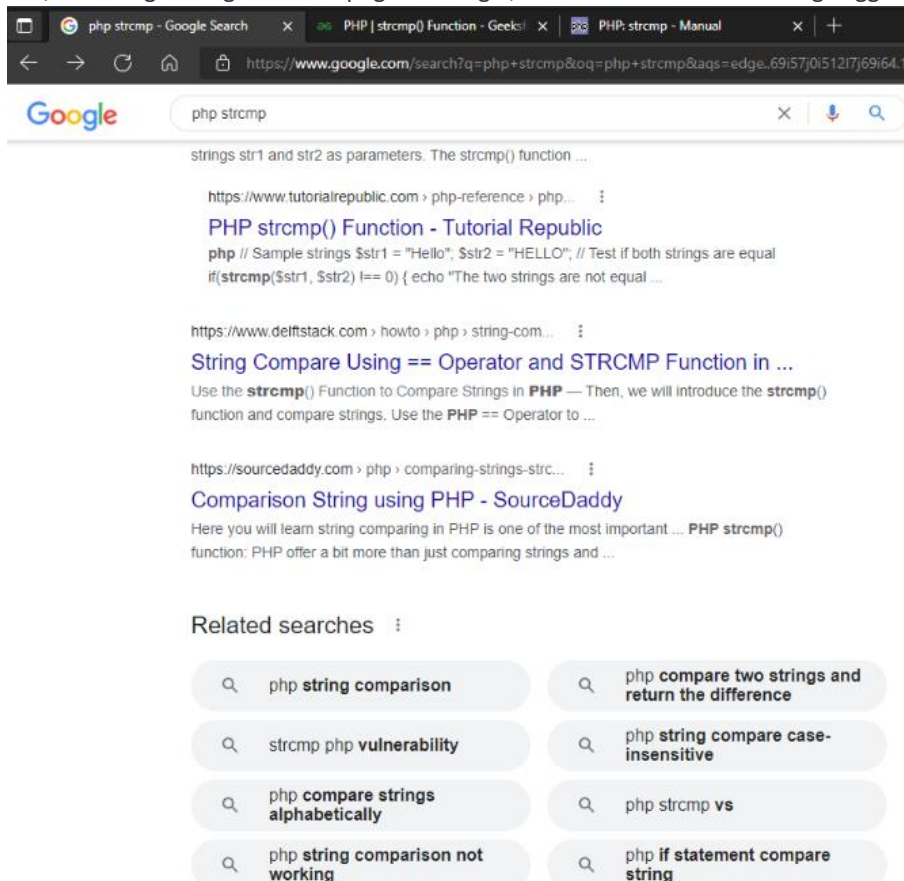 php strcmp - Google Search
PHP | strcmp() Function - Geeks
PHP: strcmp - Manual
https://www.google.com/search?q=php+strcmp&oq=php+strcmp&aqs=edge..69i57j0i512l7j69i64.1
Google
php strcmp
strings str1 and str2 as parameters. The strcmp() function ...
https://www.tutorialrepublic.com › php-reference › php...
PHP strcmp() Function - Tutorial Republic
php // Sample strings $str1 = "Hello"; $str2 = "HELLO"; // Test if both strings are equal
if(strcmp($str1, $str2) !== 0) { echo "The two strings are not equal ...
https://www.delftstack.com › howto › php › string-com...
String Compare Using == Operator and STRCMP Function in ...
Use the strcmp() Function to Compare Strings in PHP — Then, we will introduce the strcmp()
function and compare strings. Use the PHP == Operator to ...
https://sourcedaddy.com › php › comparing-strings-strc...
Comparison String using PHP - SourceDaddy
Here you will learn string comparing in PHP is one of the most important ... PHP strcmp()
function: PHP offer a bit more than just comparing strings and ...
Related searches
php string comparison
php compare two strings and
return the difference
strcmp php vulnerability
php string compare case-
insensitive
php compare strings
alphabetically
php strcmp vs
php string comparison not
working
php if statement compare
string